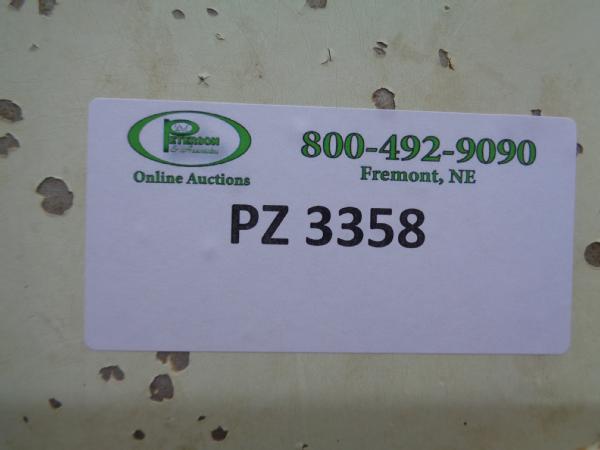 PETERSON
Online Auctions
800-492-9090
Fremont, NE
PZ 3358